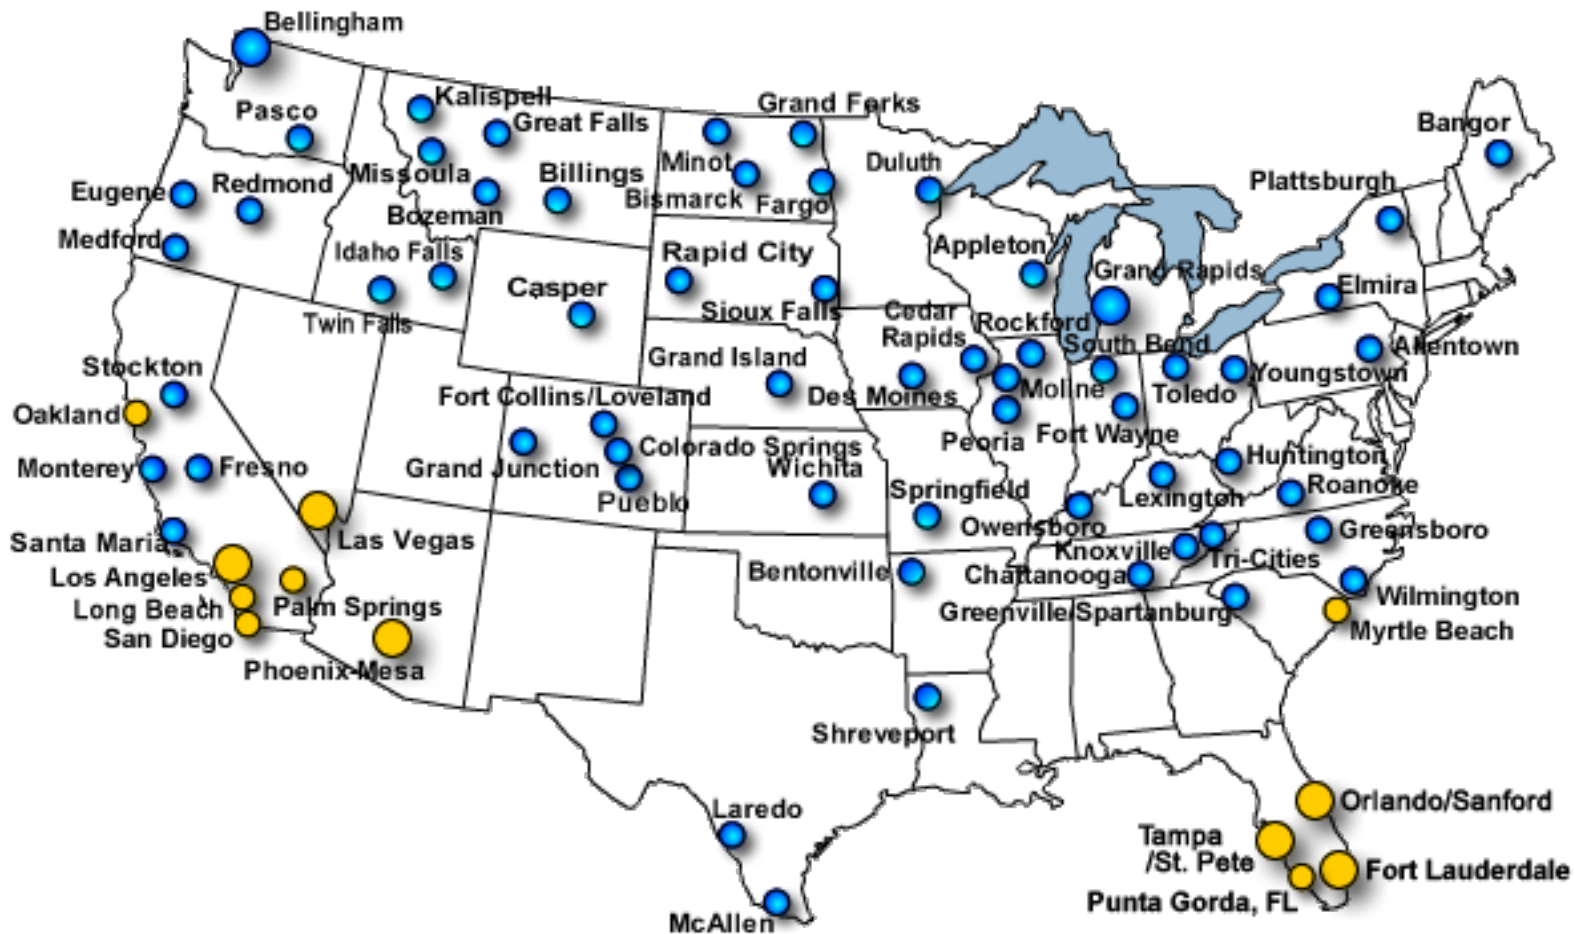 Bellingham
Pasco
Kalispell
Great Falls
Grand Forks
Bangor
Missoula
Billings
Minot
Duluth
Plattsburgh
Eugene
Redmond
Bozeman
Bismarck
Fargo
Medford
Idaho Falls
Rapid City
Appleton
Grand Rapids
Elmira
Casper
Twin Falls
Sioux Falls
Cedar
Rapids
Rockford
South Bend
Allentown
Stockton
Grand Island
Des Moines
Moline
Toledo
Youngstown
Oakland
Fort Collins/Loveland
Peoria
Fort Wayne
Monterey
Fresno
Grand Junction
Colorado Springs
Wichita
Huntington
Pueblo
Springfield
Lexington
Roanoke
Santa Maria
Las Vegas
Owensboro
Greensboro
Los Angeles
Bentonville
Knoxville
Tri-Cities
Long Beach
Palm Springs
Chattanooga
Wilmington
San Diego
Greenville/Spartanburg
Myrtle Beach
Phoenix-Mesa
Shreveport
Laredo
Orlando/Sanford
Tampa
/St. Pete
Fort Lauderdale
Punta Gorda, FL
McAllen